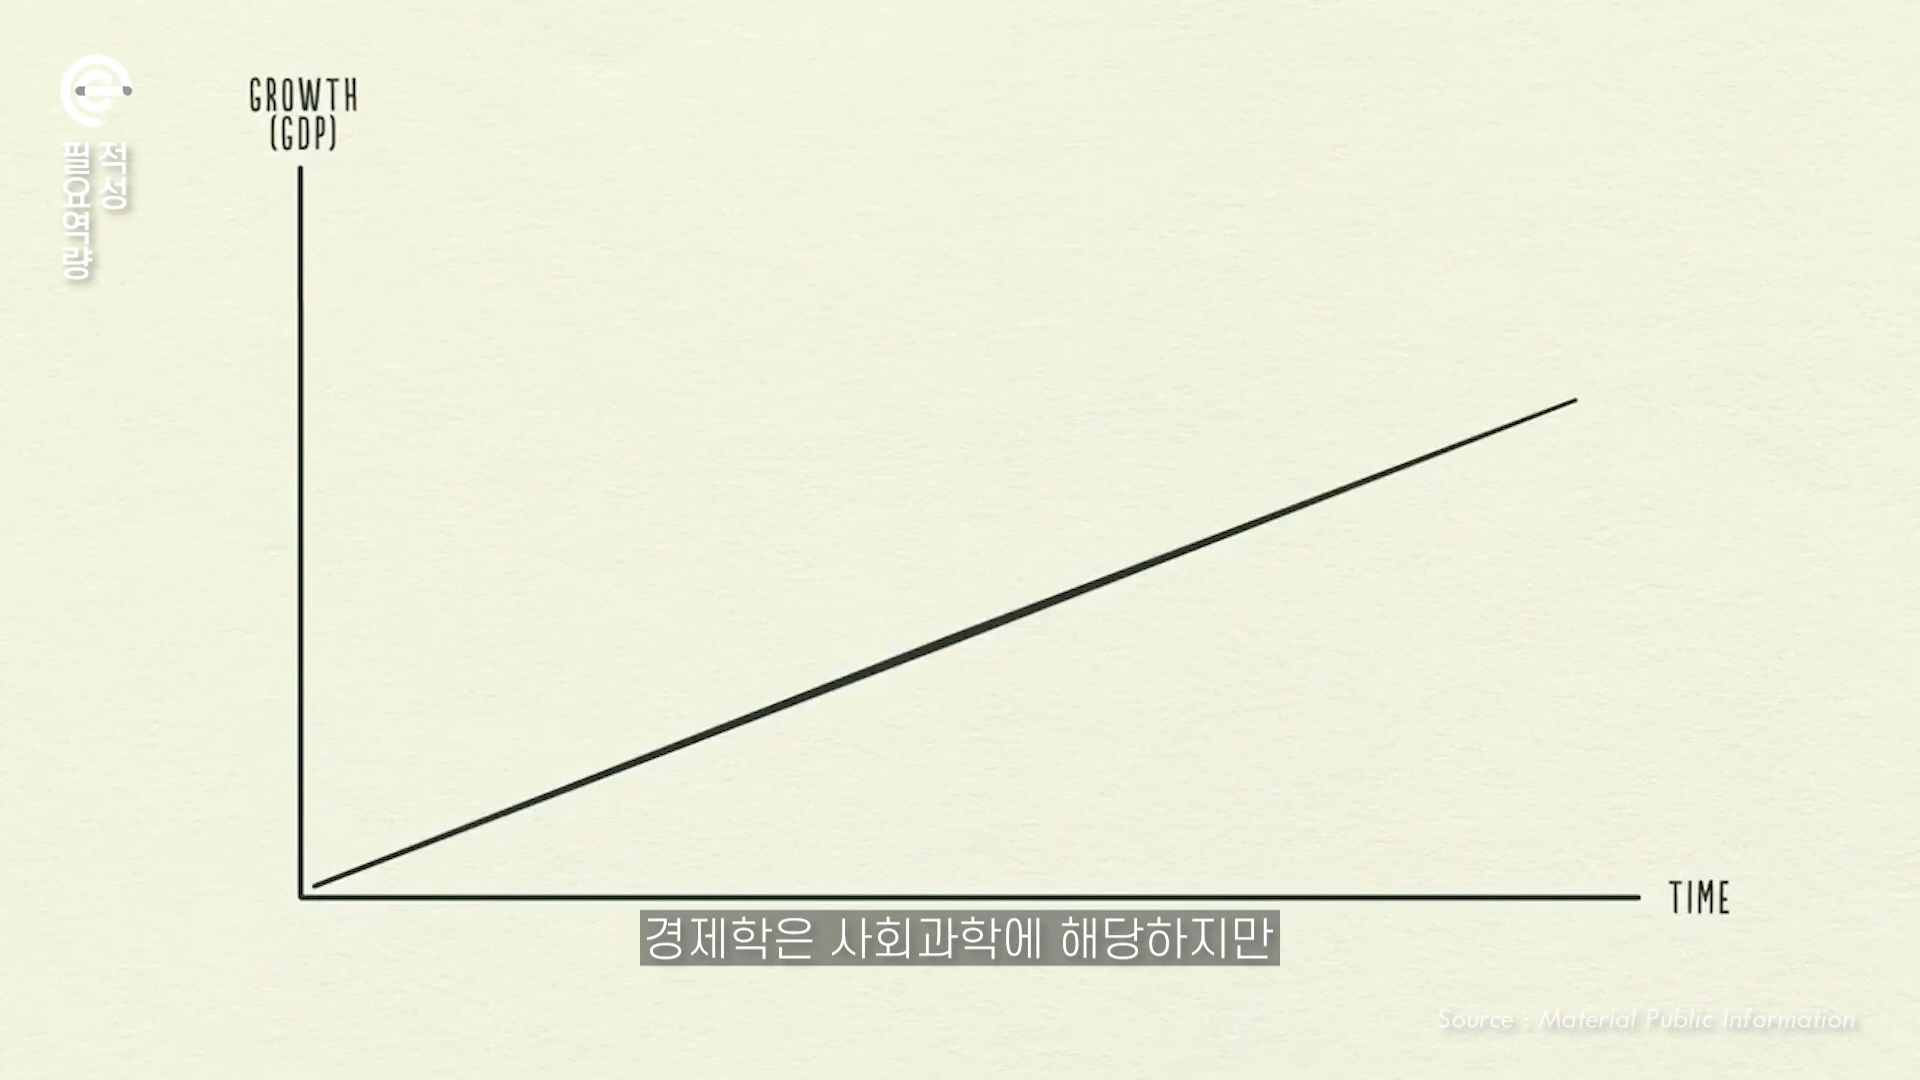 적성
필요역량
GROWTH
(GDP)
TIME
경제학은 사회과학에 해당하지만
Source : Material Public Information